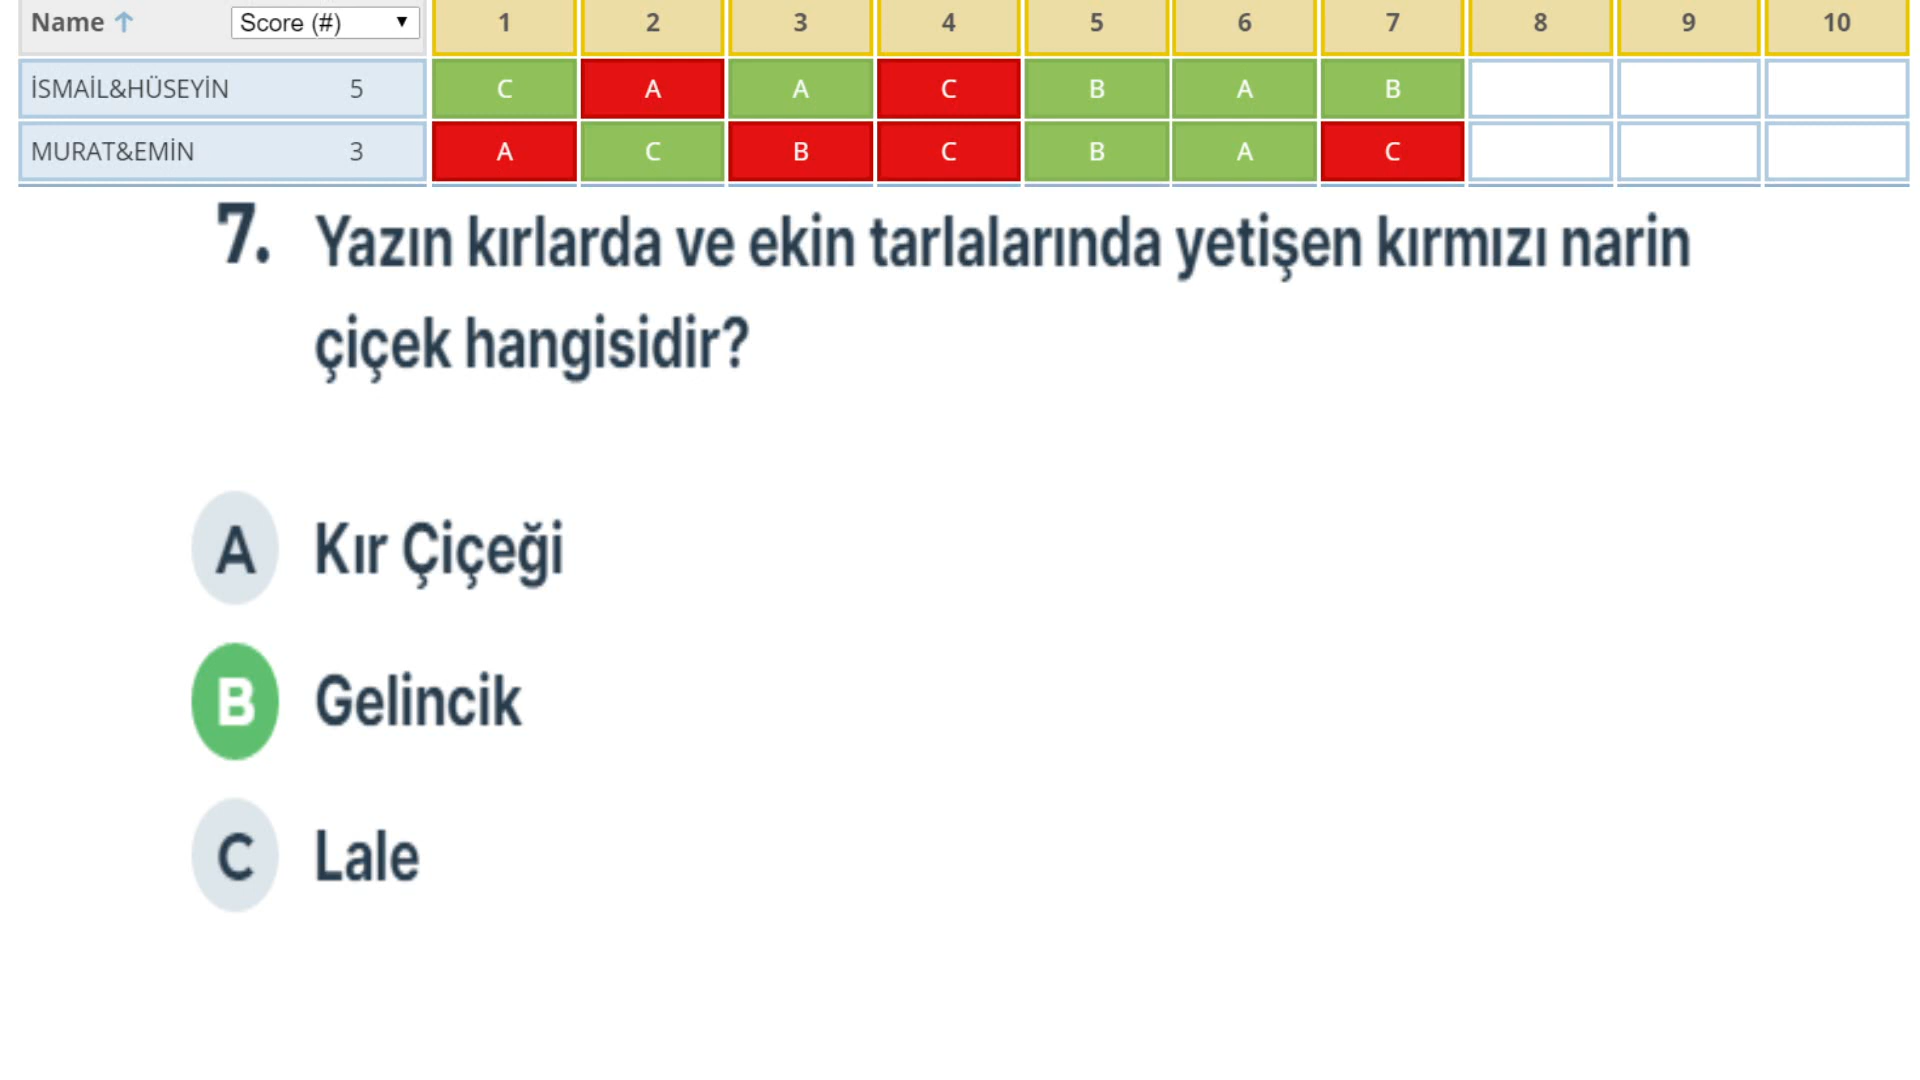 Name ↑ Score (#) ▼ 1 2 3 4 5 6 7 8 9 10
İSMAİL&HÜSEYİN 5 C A A C B A B
MURAT&EMİN 3 A C B C B A C
7. Yazın kırlarda ve ekin tarlalarında yetişen kırmızı narin
çiçek hangisidir?
A Kır Çiçeği
B Gelincik
C Lale